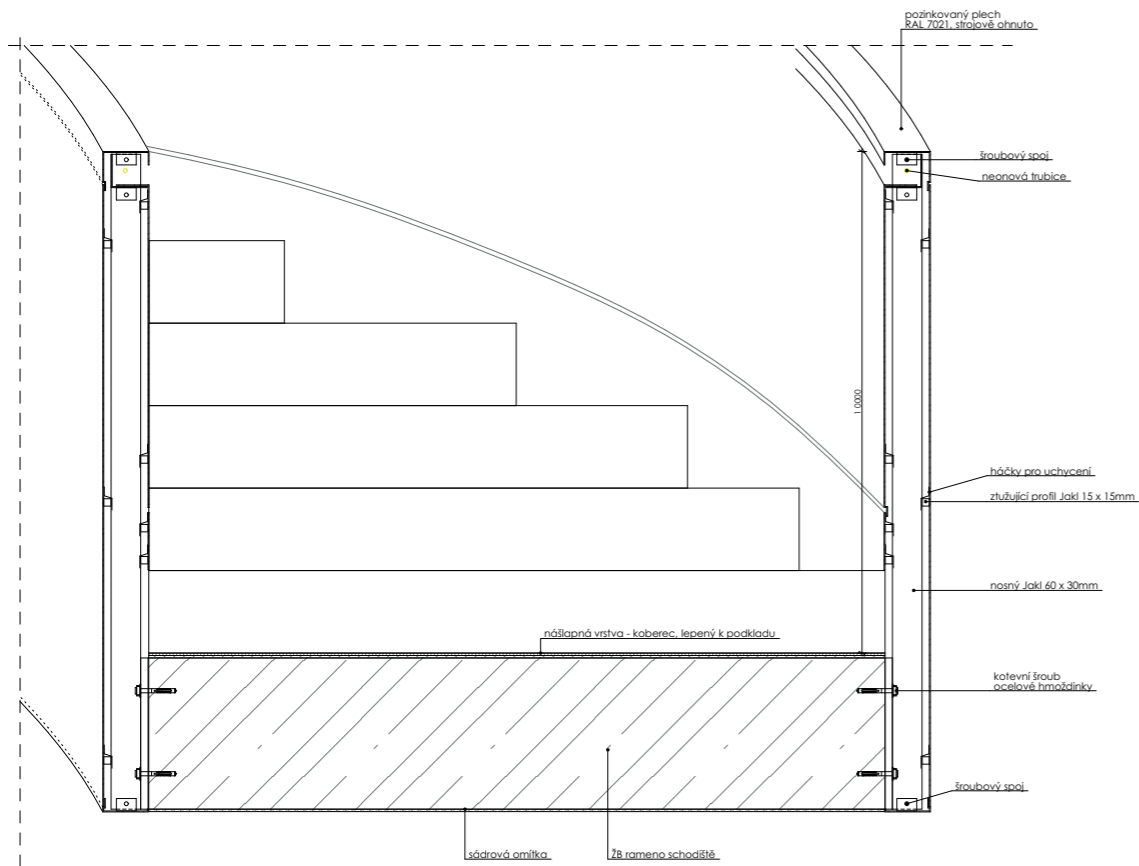 pozinkovaný plech
RAL 7021, strojově ohnuto
šroubový spoj
neonová trubice
1 0000
háčky pro uchycení
ztužující profil Jakl 15 x 15mm
nosný Jakl 60 x 30mm
nášlapná vrstva - koberec, lepený k podkladu
kotevní šroub
ocelové hmoždinky
šroubový spoj
sádrová omítka
ŽB rameno schodiště